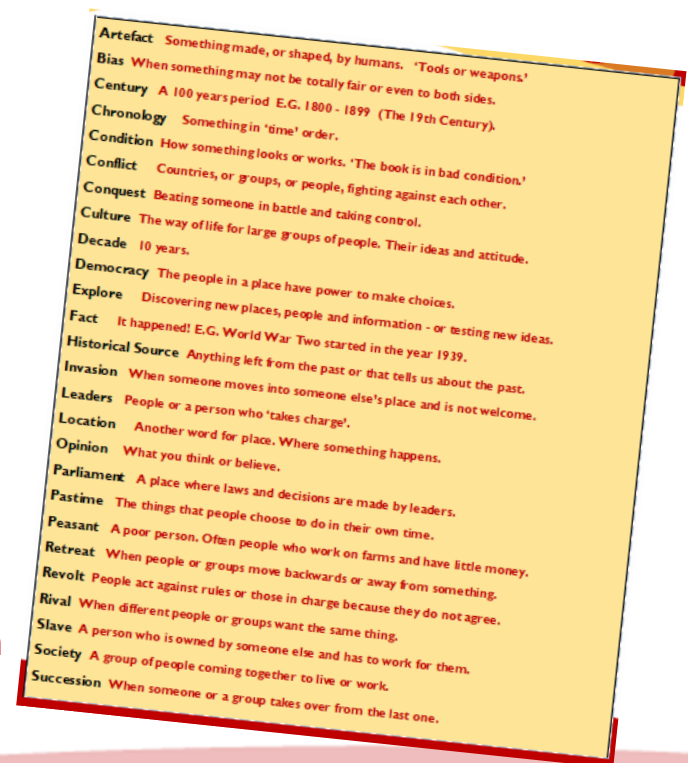 Artefact Something made, or shaped, by humans. 'Tools or weapons.'
Bias When something may not be totally fair or even to both sides.
Century A 100 years period E.G. 1800 - 1899 (The 19th Century).
Chronology Something in 'time' order.
Condition How something looks or works. 'The book is in bad condition.'
Conflict Countries, or groups, or people, fighting against each other.
Conquest Beating someone in battle and taking control.
Culture The way of life for large groups of people. Their ideas and attitude.
Decade 10 years.
Democracy The people in a place have power to make choices.
Explore Discovering new places, people and information - or testing new ideas.
Fact It happened! E.G. World War Two started in the year 1939.
Historical Source Anything left from the past or that tells us about the past.
Invasion When someone moves into someone else's place and is not welcome.
Leaders People or a person who 'takes charge'.
Location Another word for place. Where something happens.
Opinion What you think or believe.
Parliament A place where laws and decisions are made by leaders.
Pastime The things that people choose to do in their own time.
Peasant A poor person. Often people who work on farms and have little money.
Retreat When people or groups move backwards or away from something.
Revolt People act against rules or those in charge because they do not agree.
Rival When different people or groups want the same thing.
Slave A person who is owned by someone else and has to work for them.
Society A group of people coming together to live or work.
Succession When someone or a group takes over from the last one.